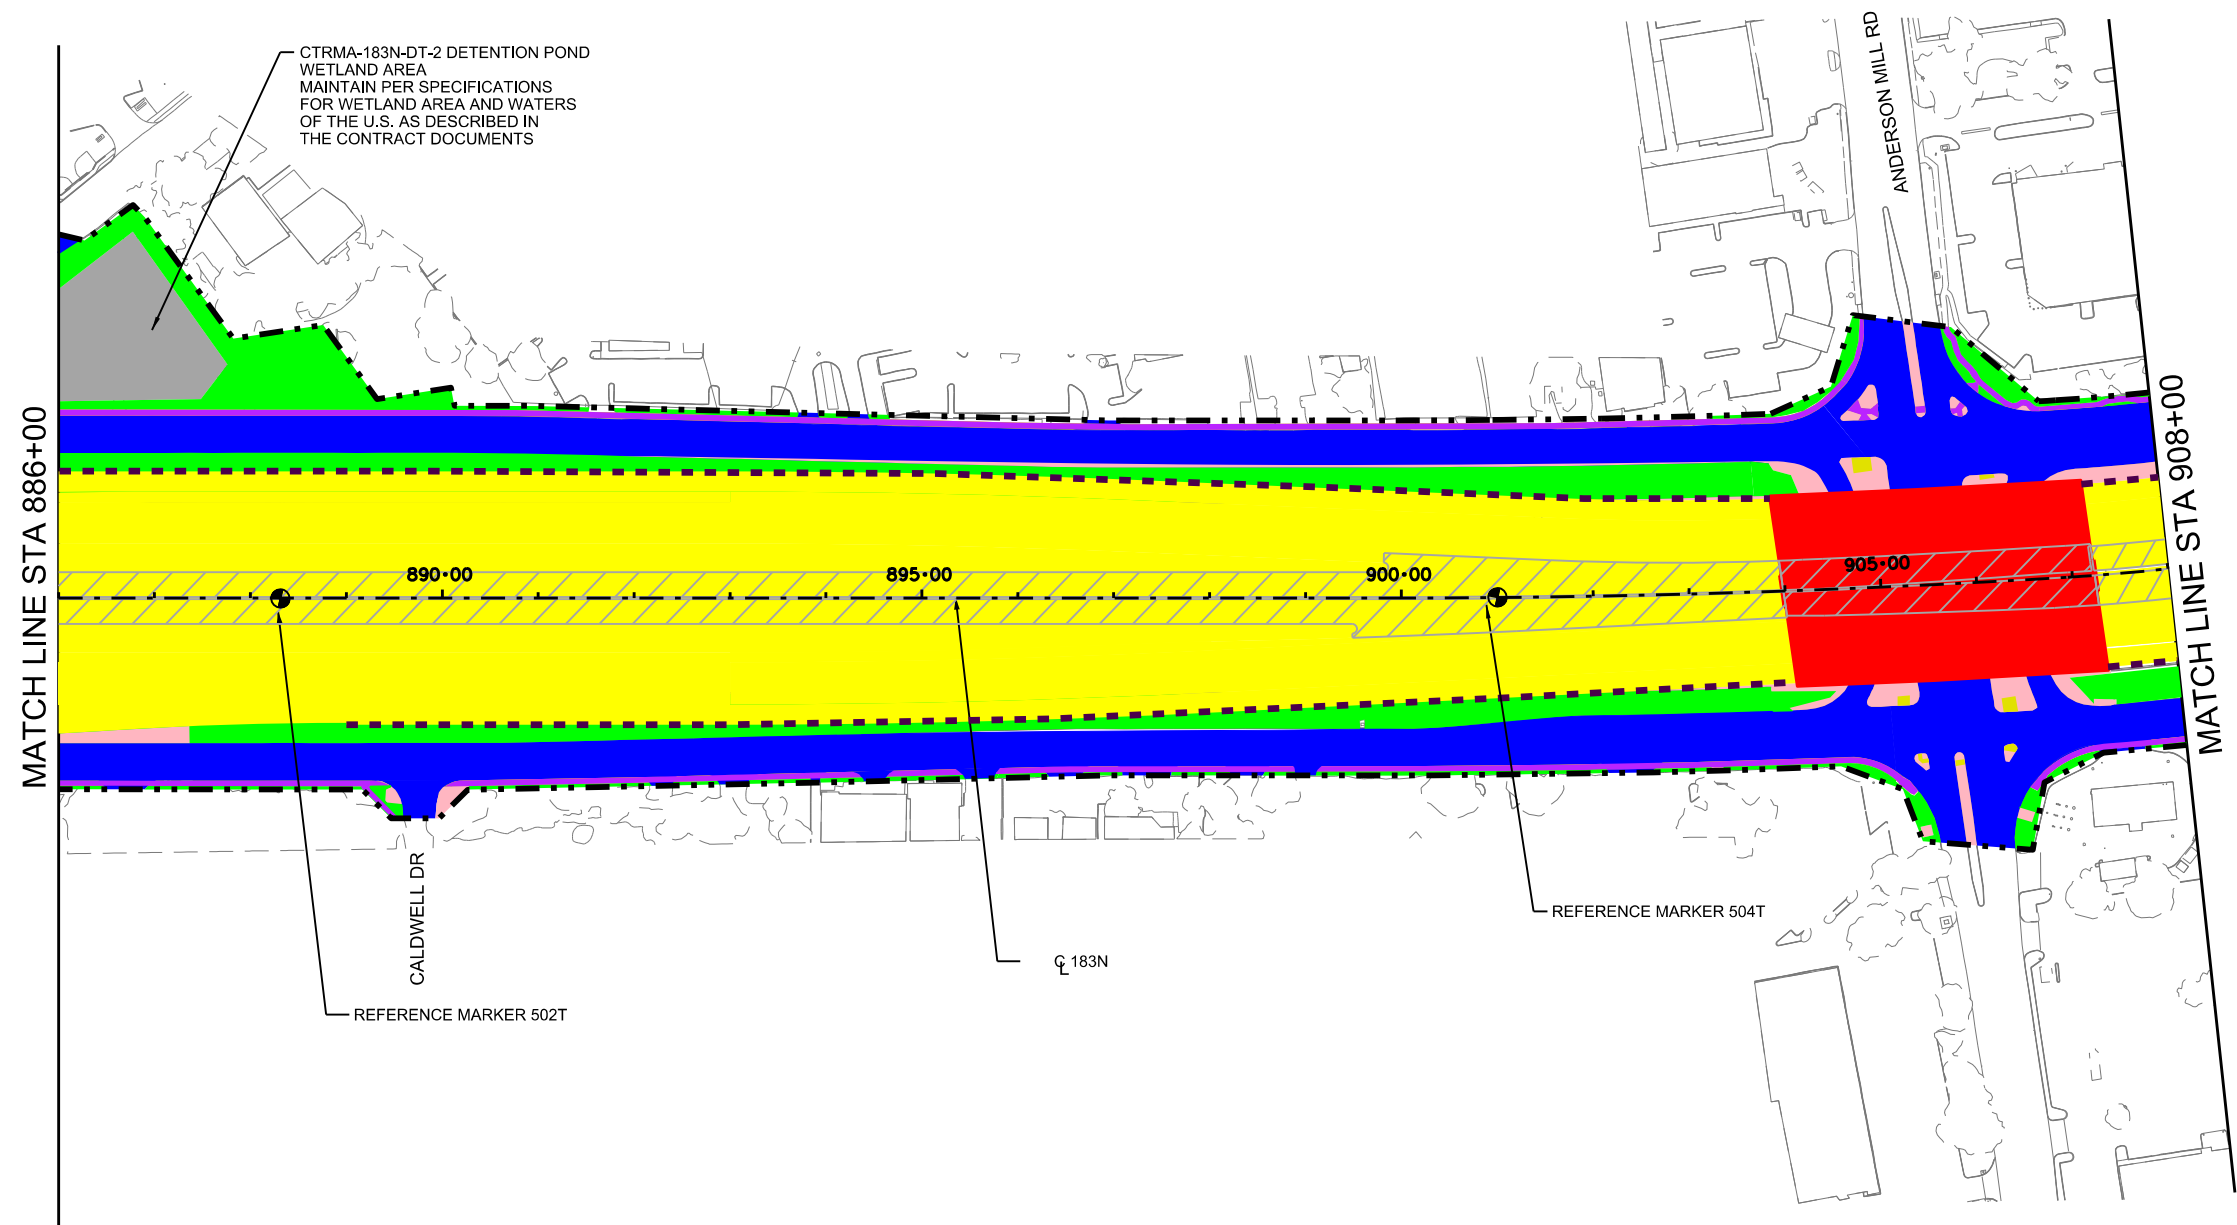 CTRMA-183N-DT-2 DETENTION POND
WETLAND AREA
MAINTAIN PER SPECIFICATIONS
FOR WETLAND AREA AND WATERS
OF THE U.S. AS DESCRIBED IN
THE CONTRACT DOCUMENTS
ANDERSON MILL RD
MATCH LINE STA 886+00
MATCH LINE STA 908+00
890+00
895+00
900+00
905+00
CALDWELL DR
REFERENCE MARKER 504T
℄ 183N
REFERENCE MARKER 502T